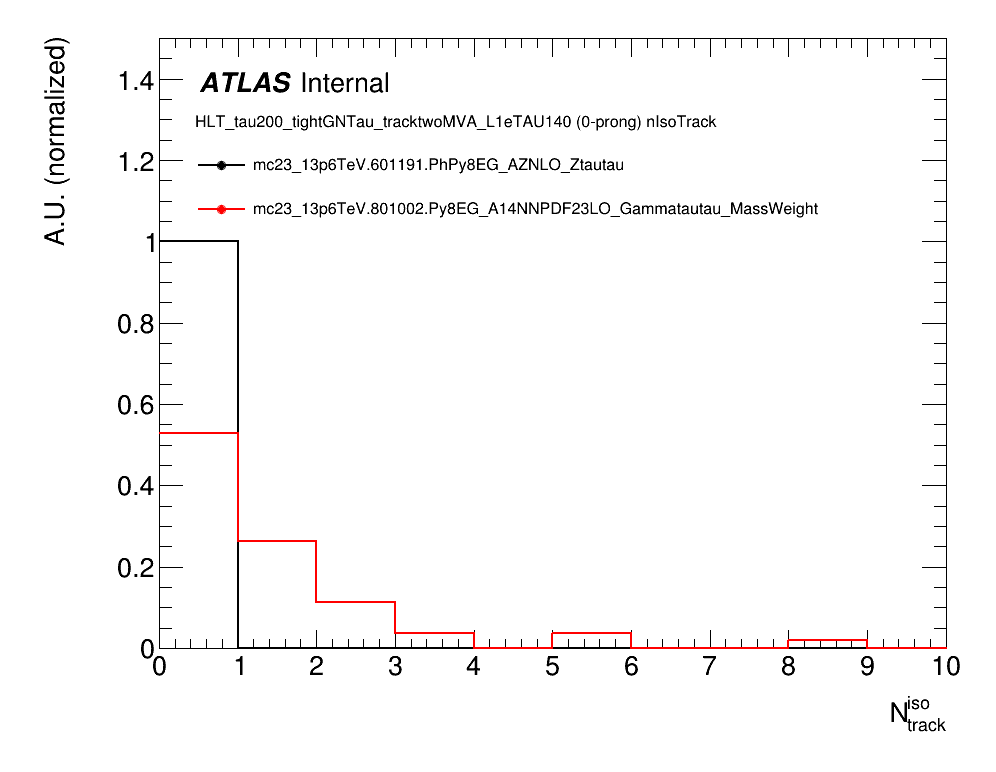 A.U. (normalized)
ATLAS Internal
HLT_tau200_tightGNTau_tracktwoMVA_L1eTAU140 (0-prong) nIsoTrack
mc23_13p6TeV.601191.PhPy8EG_AZNLO_Ztautau
mc23_13p6TeV.801002.Py8EG_A14NNPDF23LO_Gammatautau_MassWeight
1.4
1.2
1
0.8
0.6
0.4
0.2
0
0 1 2 3 4 5 6 7 8 9 10
N iso track